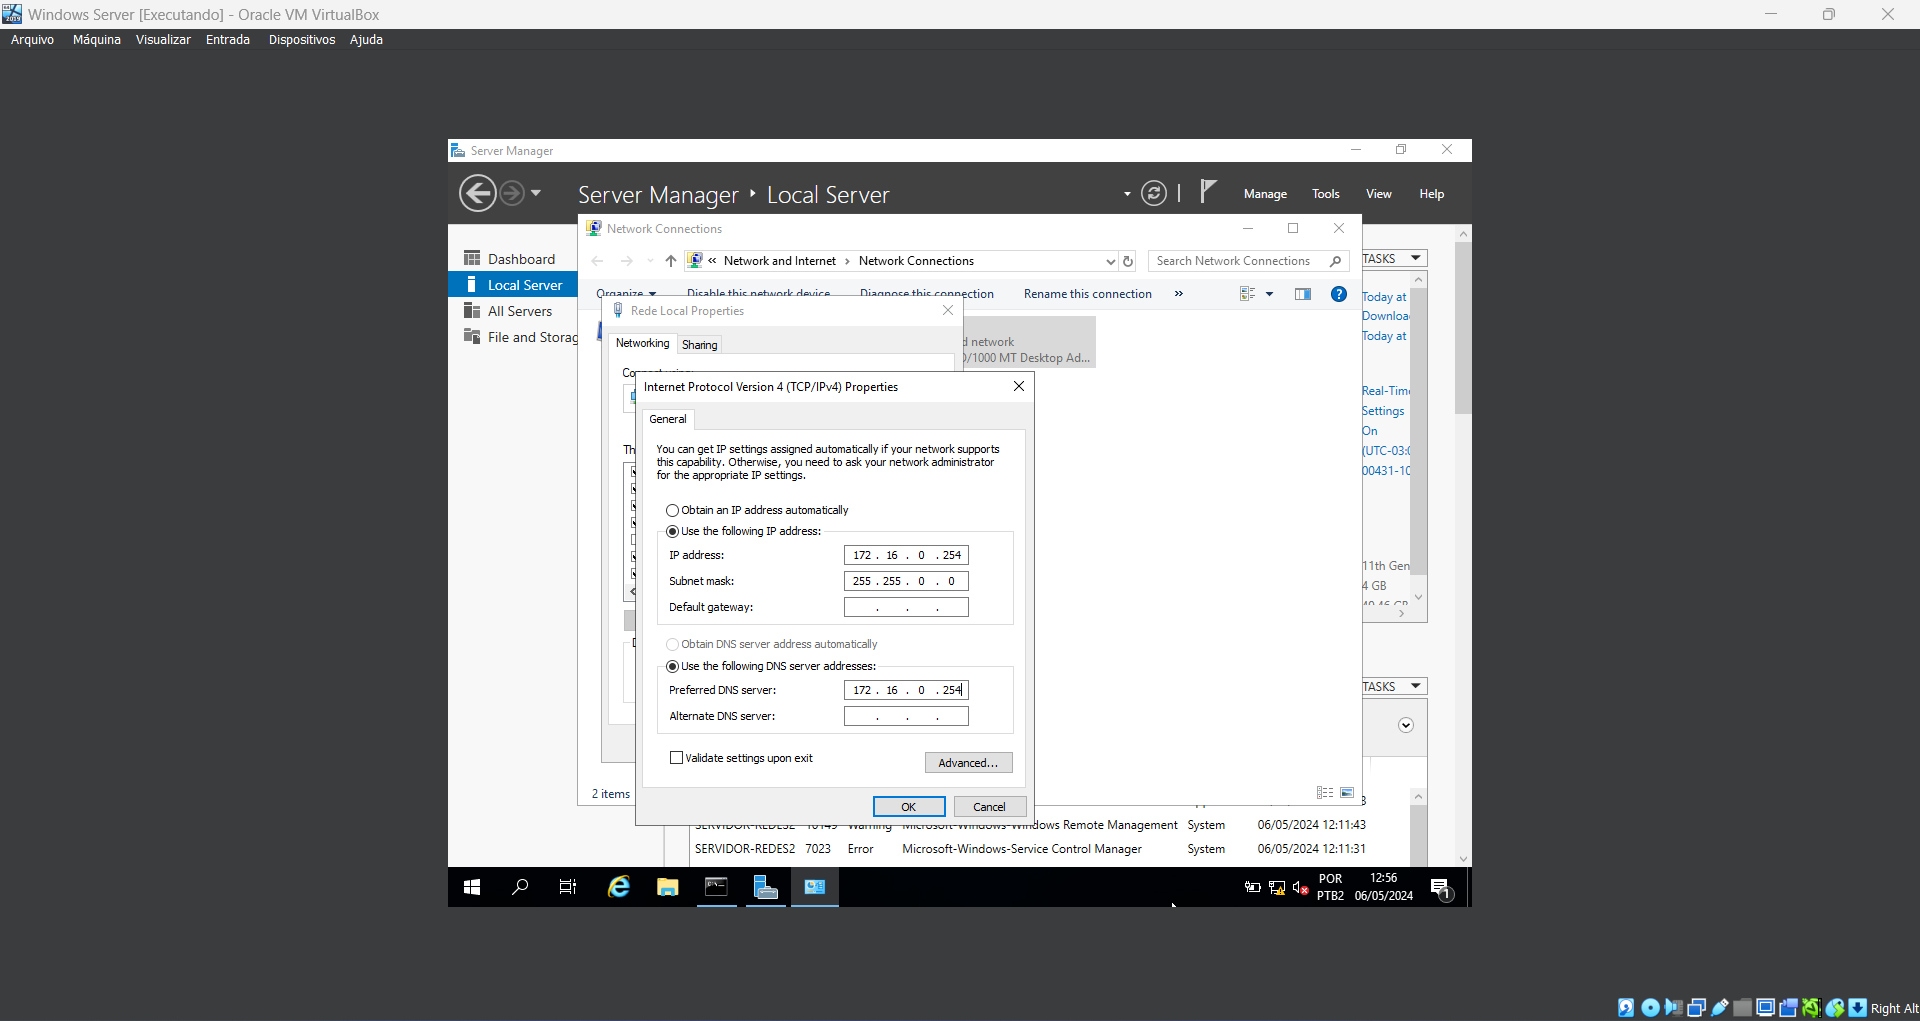 Windows Server [Executando] - Oracle VM VirtualBox
Arquivo Máquina Visualizar Entrada Dispositivos Ajuda
Server Manager
Server Manager ‣ Local Server
Manage Tools View Help
Network Connections
Dashboard
Local Server
All Servers
File and Storag
« Network and Internet › Network Connections
Search Network Connections
Organize Disable this network device Diagnose this connection Rename this connection »
TASKS
Today at
Downloa
Today at
Real-Time
Settings
On
(UTC-03:0
00431-10
11th Gen
4 GB
TASKS
Rede Local Properties
Networking Sharing
d network
0/1000 MT Desktop Ad...
Th
Internet Protocol Version 4 (TCP/IPv4) Properties
General
You can get IP settings assigned automatically if your network supports
this capability. Otherwise, you need to ask your network administrator
for the appropriate IP settings.
Obtain an IP address automatically
Use the following IP address:
IP address: 172 . 16 . 0 . 254
Subnet mask: 255 . 255 . 0 . 0
Default gateway: . . .
Obtain DNS server address automatically
Use the following DNS server addresses:
Preferred DNS server: 172 . 16 . 0 . 254
Alternate DNS server: . . .
Validate settings upon exit
Advanced...
OK Cancel
2 items
SERVIDOR-REDES2 10149 Warning Microsoft-Windows-Windows Remote Management System 06/05/2024 12:11:43
SERVIDOR-REDES2 7023 Error Microsoft-Windows-Service Control Manager System 06/05/2024 12:11:31
POR
PTB2
12:56
06/05/2024
1
Right Alt